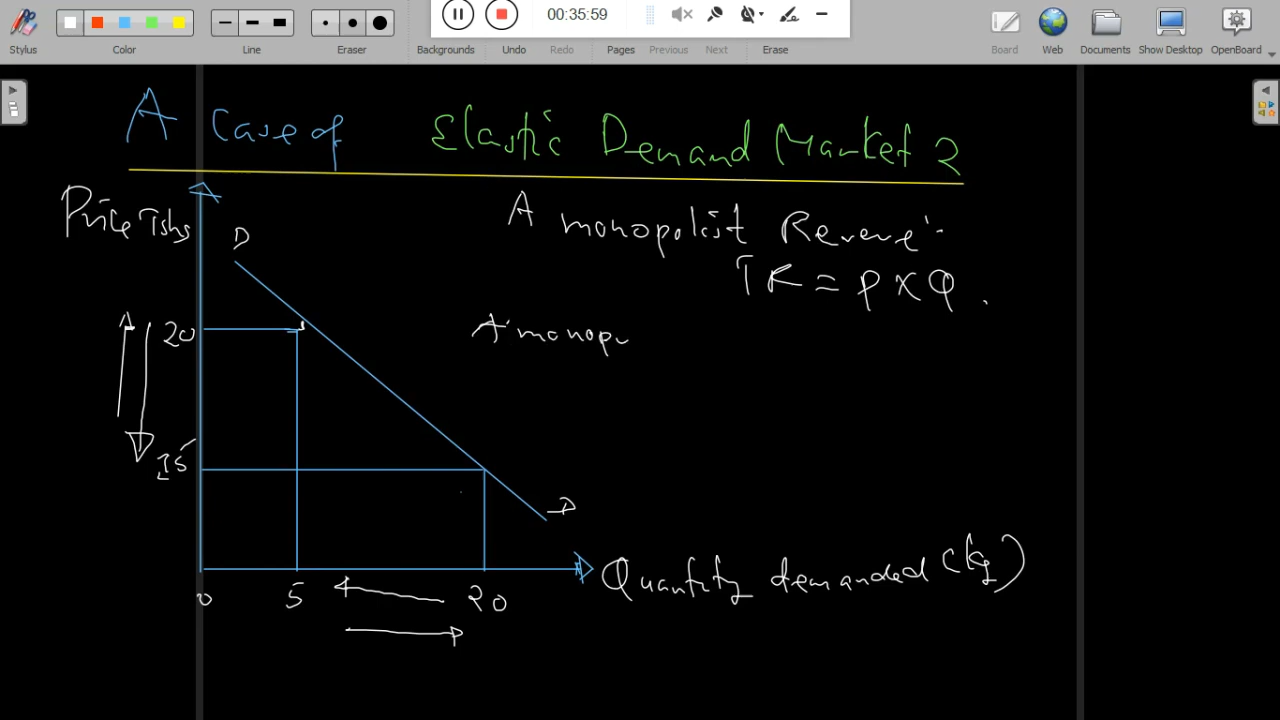 00:35:59
Stylus Color Line Eraser Backgrounds Undo Redo Pages Previous Next Erase Board Web Documents Show Desktop OpenBoard
A Case of Elastic Demand Market 2
Price Tshs
D
A monopolist Revenue:
TR = P X Q.
20
A monopo
15
D
Quantity demanded (kg)
0 5 20